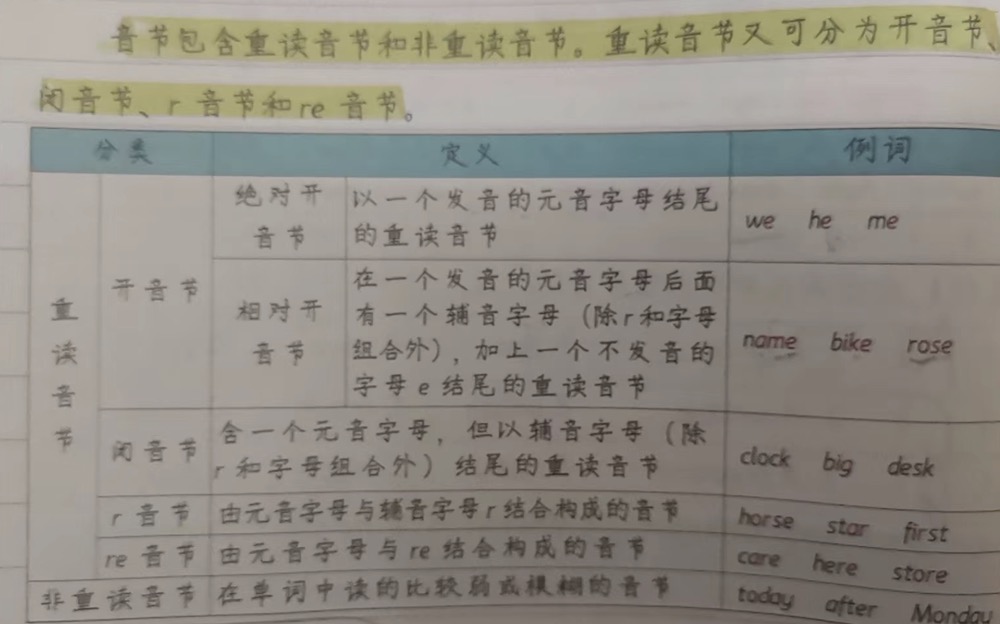 音节包含重读音节和非重读音节。重读音节又可分为开音节、
闭音节、r 音节和 re 音节。
分类 定义 例词
重读音节
开音节
绝对开音节
以一个发音的元音字母结尾
的重读音节
we he me
相对开音节
在一个发音的元音字母后面
有一个辅音字母（除r和字母
组合外），加上一个不发音的
字母e结尾的重读音节
name bike rose
闭音节
含一个元音字母，但以辅音字母（除
r和字母组合外）结尾的重读音节
clock big desk
r 音节 由元音字母与辅音字母r结合构成的音节 horse star first
re 音节 由元音字母与re结合构成的音节 care here store
非重读音节 在单词中读的比较弱或模糊的音节 today after Monday